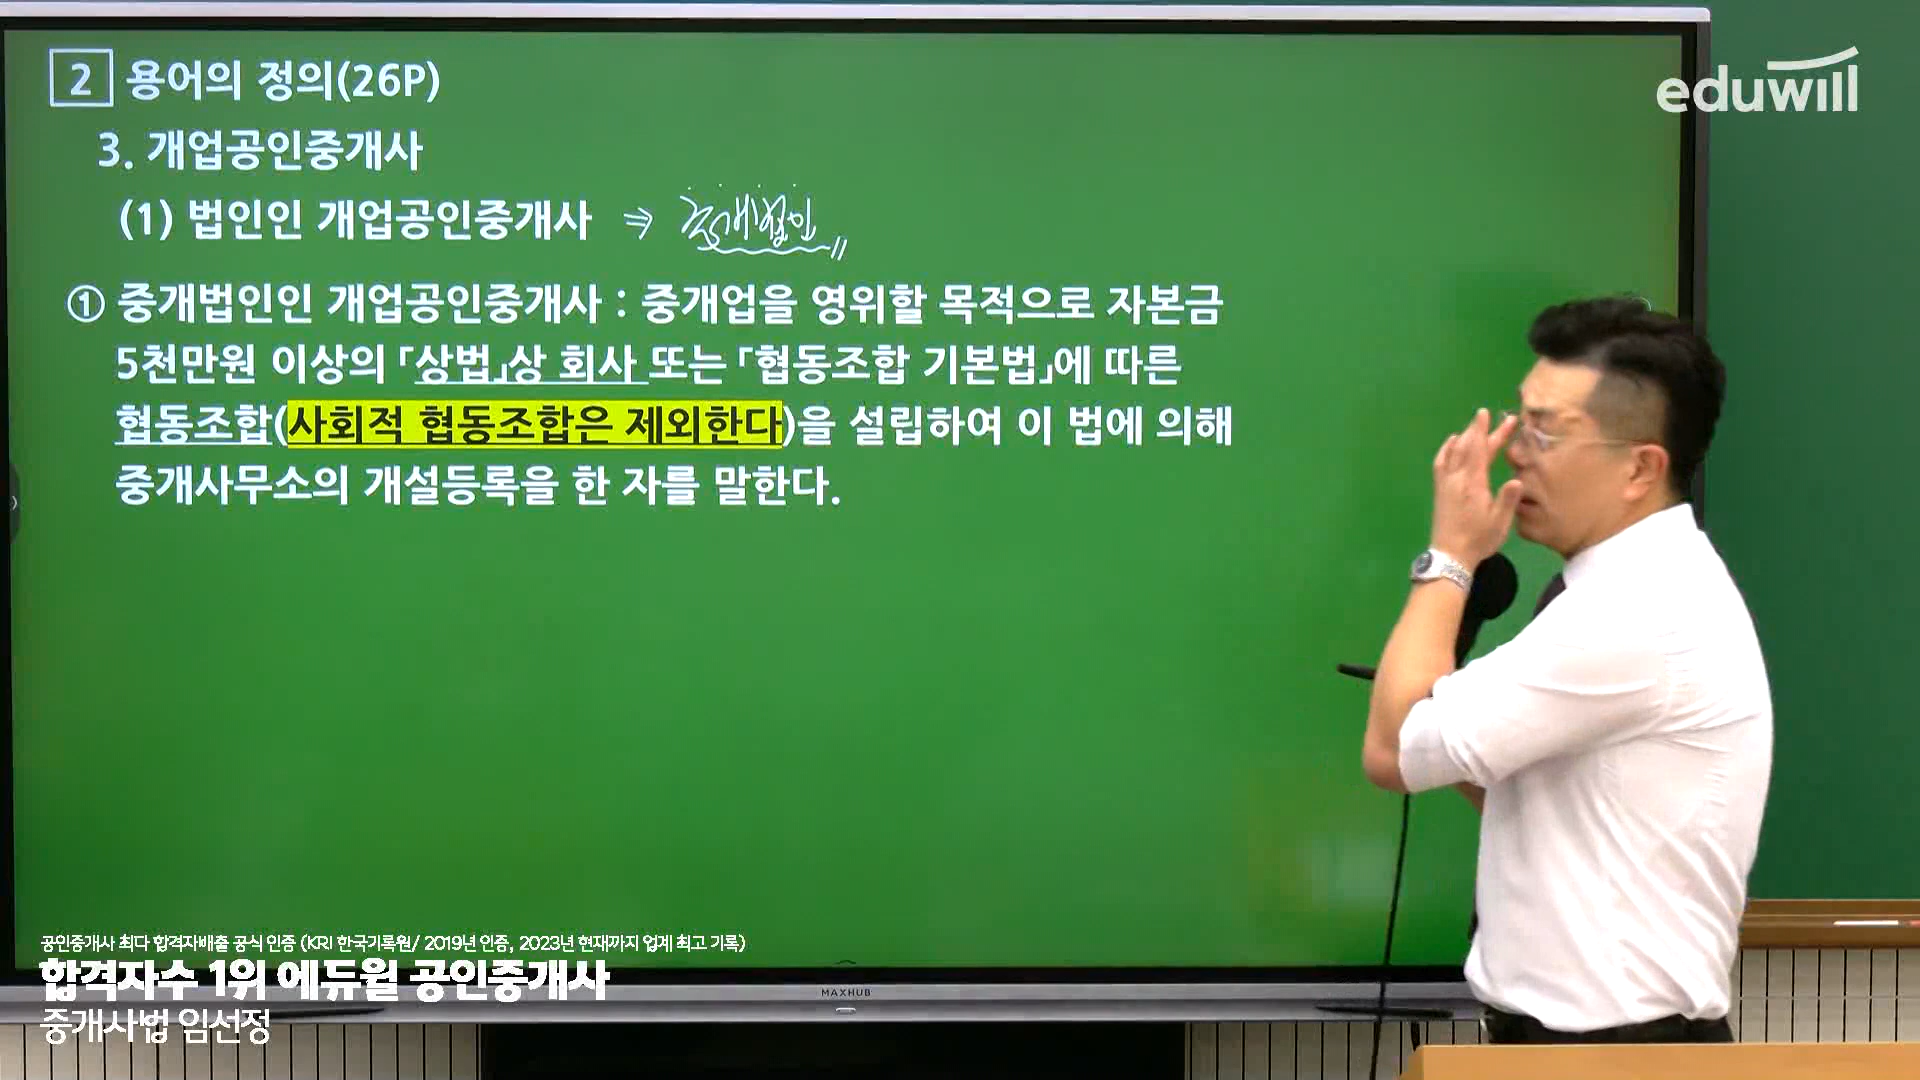 2 용어의 정의(26P)
eduwill
3. 개업공인중개사
(1) 법인인 개업공인중개사 ⇒ 중개법인
① 중개법인인 개업공인중개사 : 중개업을 영위할 목적으로 자본금
5천만원 이상의 「상법」상 회사 또는 「협동조합 기본법」에 따른
협동조합(사회적 협동조합은 제외한다)을 설립하여 이 법에 의해
중개사무소의 개설등록을 한 자를 말한다.
공인중개사 최다 합격자배출 공식 인증 (KRI 한국기록원/ 2019년 인증, 2023년 현재까지 업계 최고 기록)
합격자수 1위 에듀윌 공인중개사
중개사법 임선정
MAXHUB